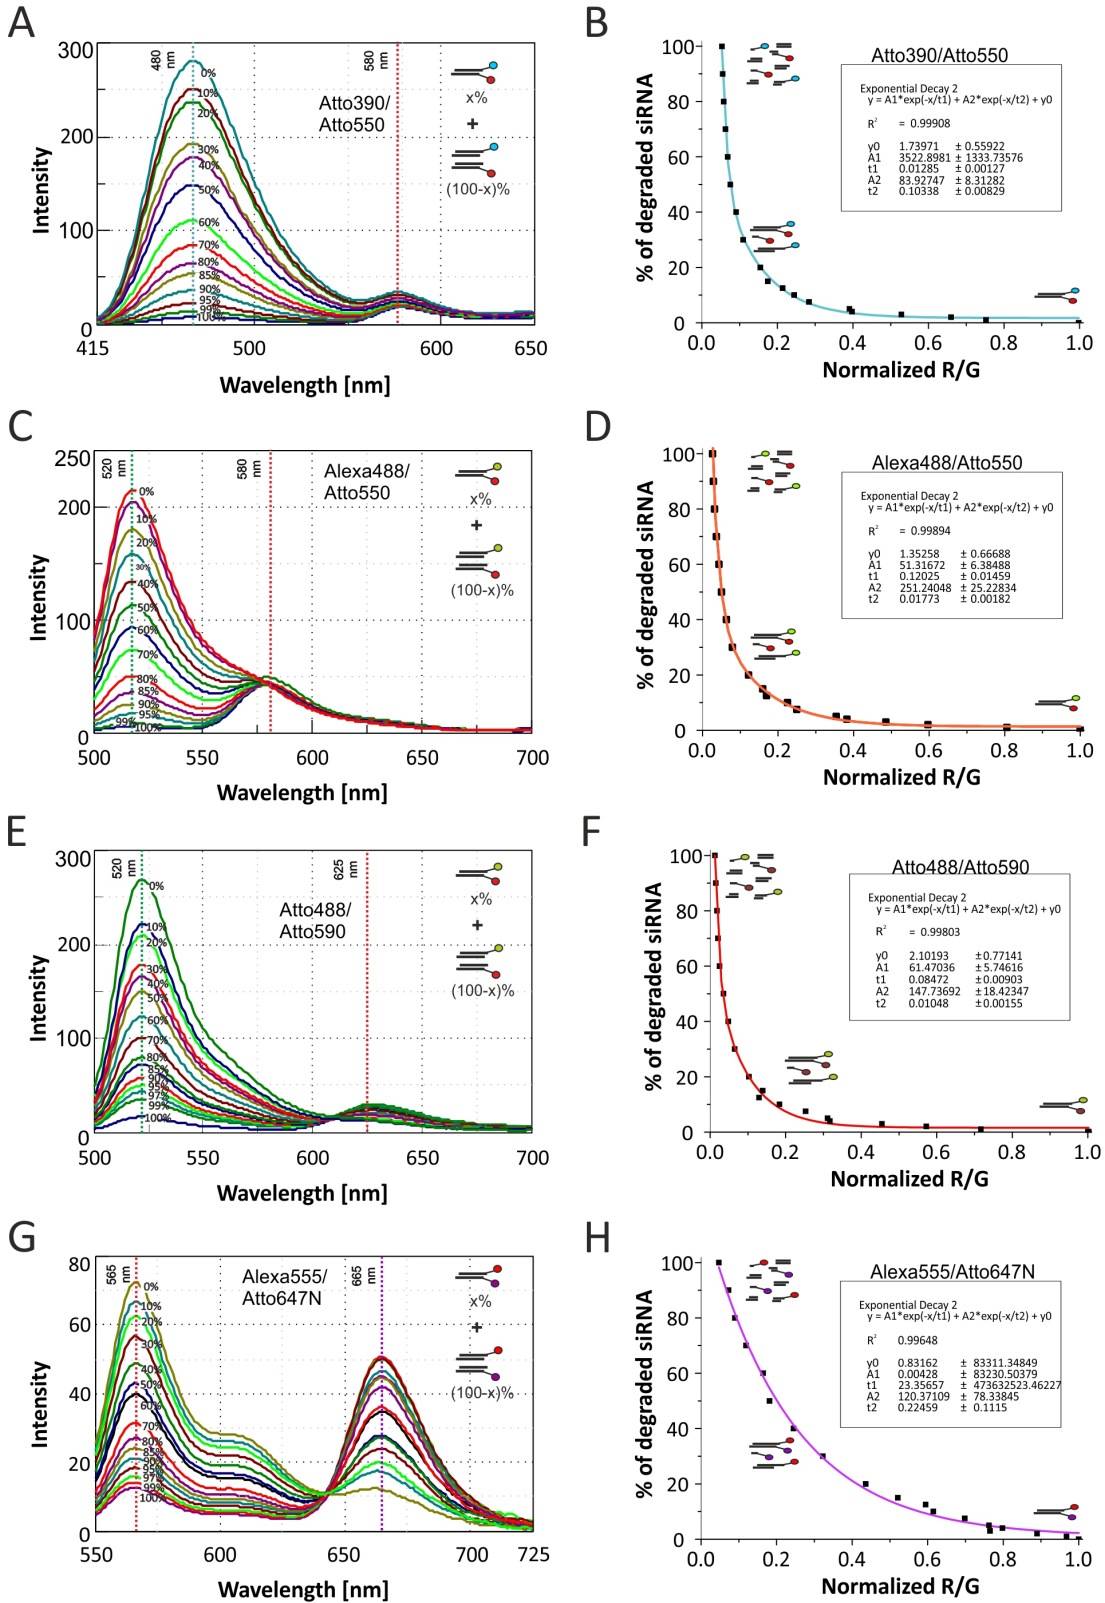 A
300
200
100
0
415
500
600
650
Intensity
Wavelength [nm]
480
nm
580
nm
Atto390/
Atto550
x%
+
(100-x)%
0%
10%
20%
30%
40%
50%
60%
70%
80%
85%
90%
95%
99%
100%
B
100
80
60
40
20
0
0.0
0.2
0.4
0.6
0.8
1.0
% of degraded siRNA
Normalized R/G
Atto390/Atto550
Exponential Decay 2
y = A1*exp(-x/t1) + A2*exp(-x/t2) + y0
R² = 0.99908
y0 1.73971 ± 0.55922
A1 3522.8981 ± 1333.73576
t1 0.01285 ± 0.00127
A2 83.92747 ± 8.31282
t2 0.10338 ± 0.00829
C
250
200
100
0
500
550
600
650
700
Intensity
Wavelength [nm]
520
nm
580
nm
Alexa488/
Atto550
x%
+
(100-x)%
0%
10%
20%
30%
40%
50%
60%
70%
80%
85%
90%
95%
99%
100%
D
100
80
60
40
20
0
0.0
0.2
0.4
0.6
0.8
1.0
% of degraded siRNA
Normalized R/G
Alexa488/Atto550
Exponential Decay 2
y = A1*exp(-x/t1) + A2*exp(-x/t2) + y0
R² = 0.99894
y0 1.35258 ± 0.66688
A1 51.31672 ± 6.38488
t1 0.12025 ± 0.01459
A2 251.24048 ± 25.22834
t2 0.01773 ± 0.00182
E
300
200
100
0
500
550
600
650
700
Intensity
Wavelength [nm]
520
nm
625
nm
Atto488/
Atto590
x%
+
(100-x)%
0%
10%
20%
30%
40%
50%
60%
70%
80%
85%
90%
95%
97%
99%
100%
F
100
80
60
40
20
0
0.0
0.2
0.4
0.6
0.8
1.0
% of degraded siRNA
Normalized R/G
Atto488/Atto590
Exponential Decay 2
y = A1*exp(-x/t1) + A2*exp(-x/t2) + y0
R² = 0.99803
y0 2.10193 ±0.77141
A1 61.47036 ±5.74616
t1 0.08472 ±0.00903
A2 147.73692 ±18.42347
t2 0.01048 ±0.00155
G
80
60
40
20
0
550
600
650
700
725
Intensity
Wavelength [nm]
565
nm
665
nm
Alexa555/
Atto647N
x%
+
(100-x)%
0%
10%
20%
30%
40%
50%
60%
70%
80%
85%
90%
95%
97%
99%
100%
H
100
80
60
40
20
0
0.0
0.2
0.4
0.6
0.8
1.0
% of degraded siRNA
Normalized R/G
Alexa555/Atto647N
Exponential Decay 2
y = A1*exp(-x/t1) + A2*exp(-x/t2) + y0
R² 0.99648
y0 0.83162 ± 83311.34849
A1 0.00428 ± 83230.50379
t1 23.35657 ± 473632523.46227
A2 120.37109 ± 78.33845
t2 0.22459 ± 0.1115